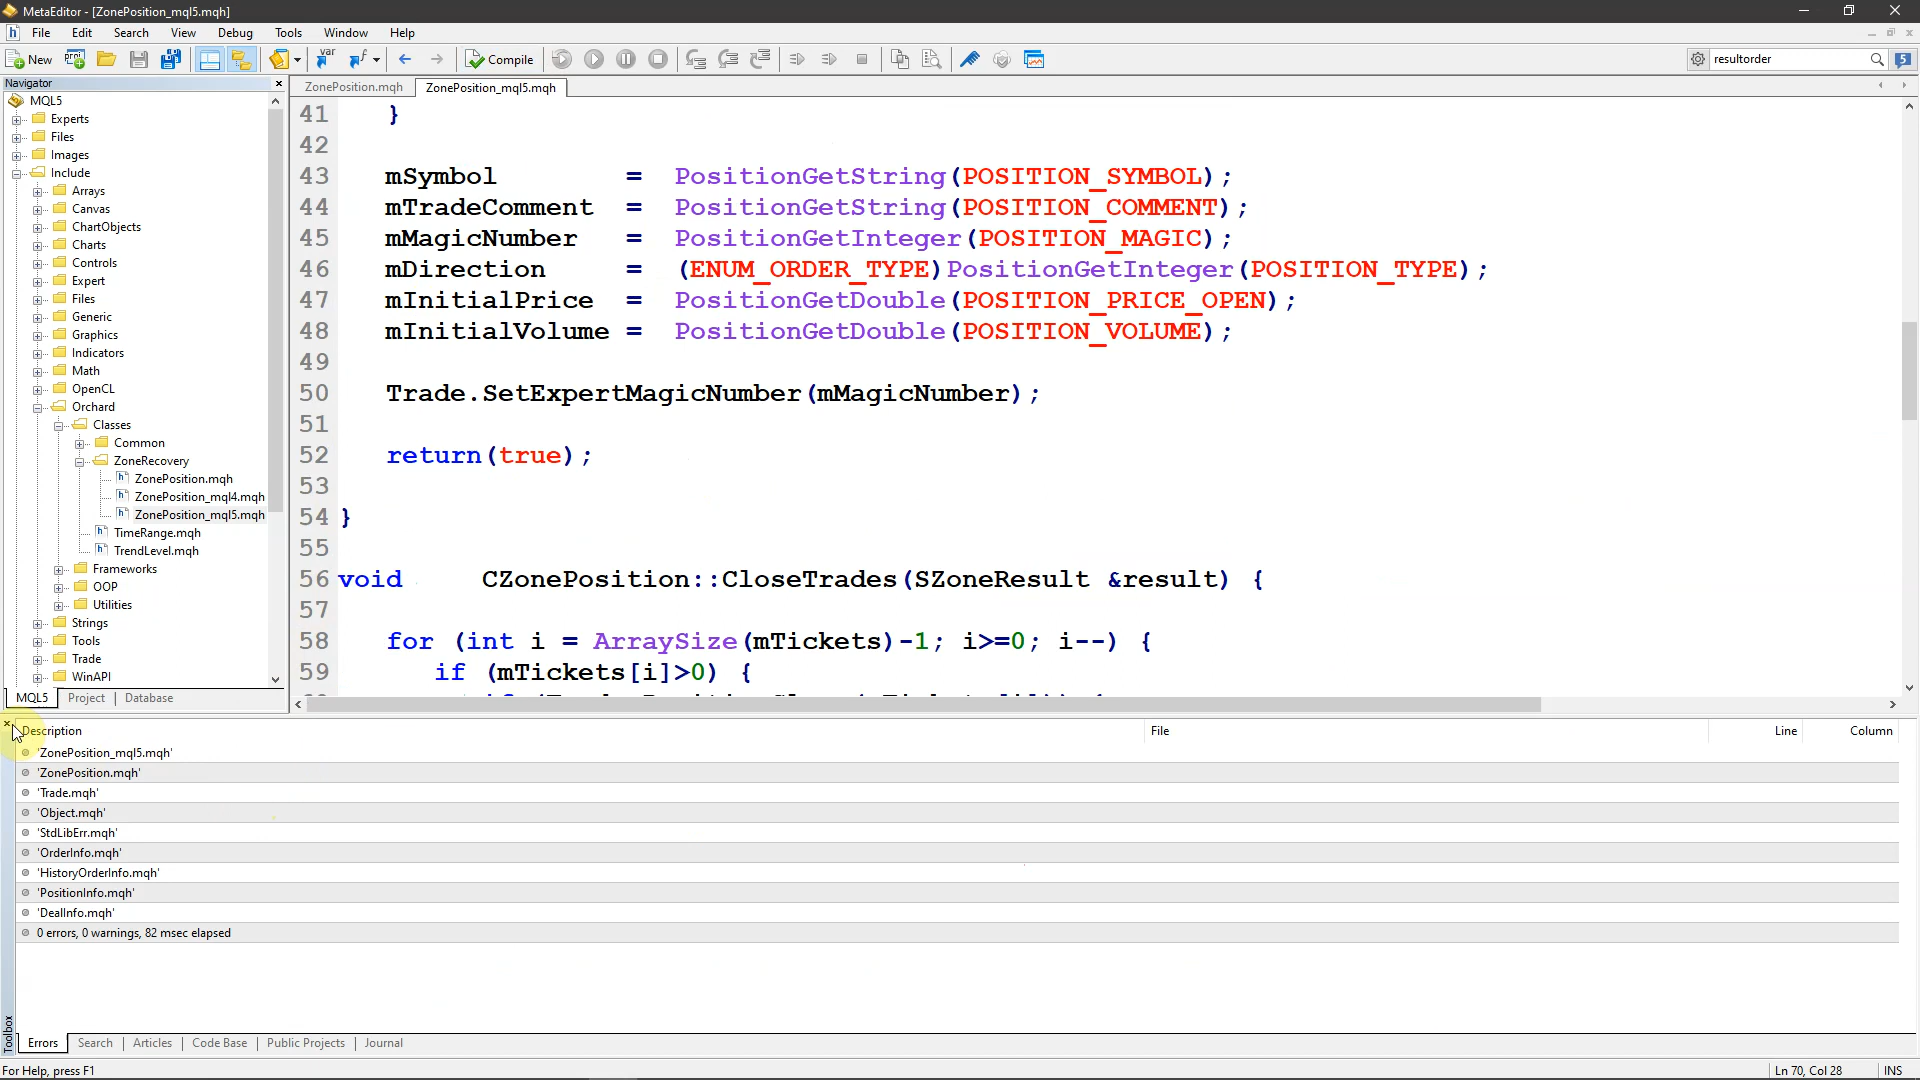 MetaEditor - [ZonePosition_mql5.mqh]
File Edit Search View Debug Tools Window Help
New Compile resultorder 5
Navigator
ZonePosition.mqh ZonePosition_mql5.mqh
MQL5
Experts
Files
Images
Include
Arrays
Canvas
ChartObjects
Charts
Controls
Expert
Files
Generic
Graphics
Indicators
Math
OpenCL
Orchard
Classes
Common
ZoneRecovery
ZonePosition.mqh
ZonePosition_mql4.mqh
ZonePosition_mql5.mqh
TimeRange.mqh
TrendLevel.mqh
Frameworks
OOP
Utilities
Strings
Tools
Trade
WinAPI
MQL5 Project Database
41 }
42
43 mSymbol = PositionGetString(POSITION_SYMBOL);
44 mTradeComment = PositionGetString(POSITION_COMMENT);
45 mMagicNumber = PositionGetInteger(POSITION_MAGIC);
46 mDirection = (ENUM_ORDER_TYPE)PositionGetInteger(POSITION_TYPE);
47 mInitialPrice = PositionGetDouble(POSITION_PRICE_OPEN);
48 mInitialVolume = PositionGetDouble(POSITION_VOLUME);
49
50 Trade.SetExpertMagicNumber(mMagicNumber);
51
52 return(true);
53
54 }
55
56 void CZonePosition::CloseTrades(SZoneResult &result) {
57
58 for (int i = ArraySize(mTickets)-1; i>=0; i--) {
59 if (mTickets[i]>0) {
Description File Line Column
'ZonePosition_mql5.mqh'
'ZonePosition.mqh'
'Trade.mqh'
'Object.mqh'
'StdLibErr.mqh'
'OrderInfo.mqh'
'HistoryOrderInfo.mqh'
'PositionInfo.mqh'
'DealInfo.mqh'
0 errors, 0 warnings, 82 msec elapsed
Toolbox
Errors Search Articles Code Base Public Projects Journal
For Help, press F1 Ln 70, Col 28 INS